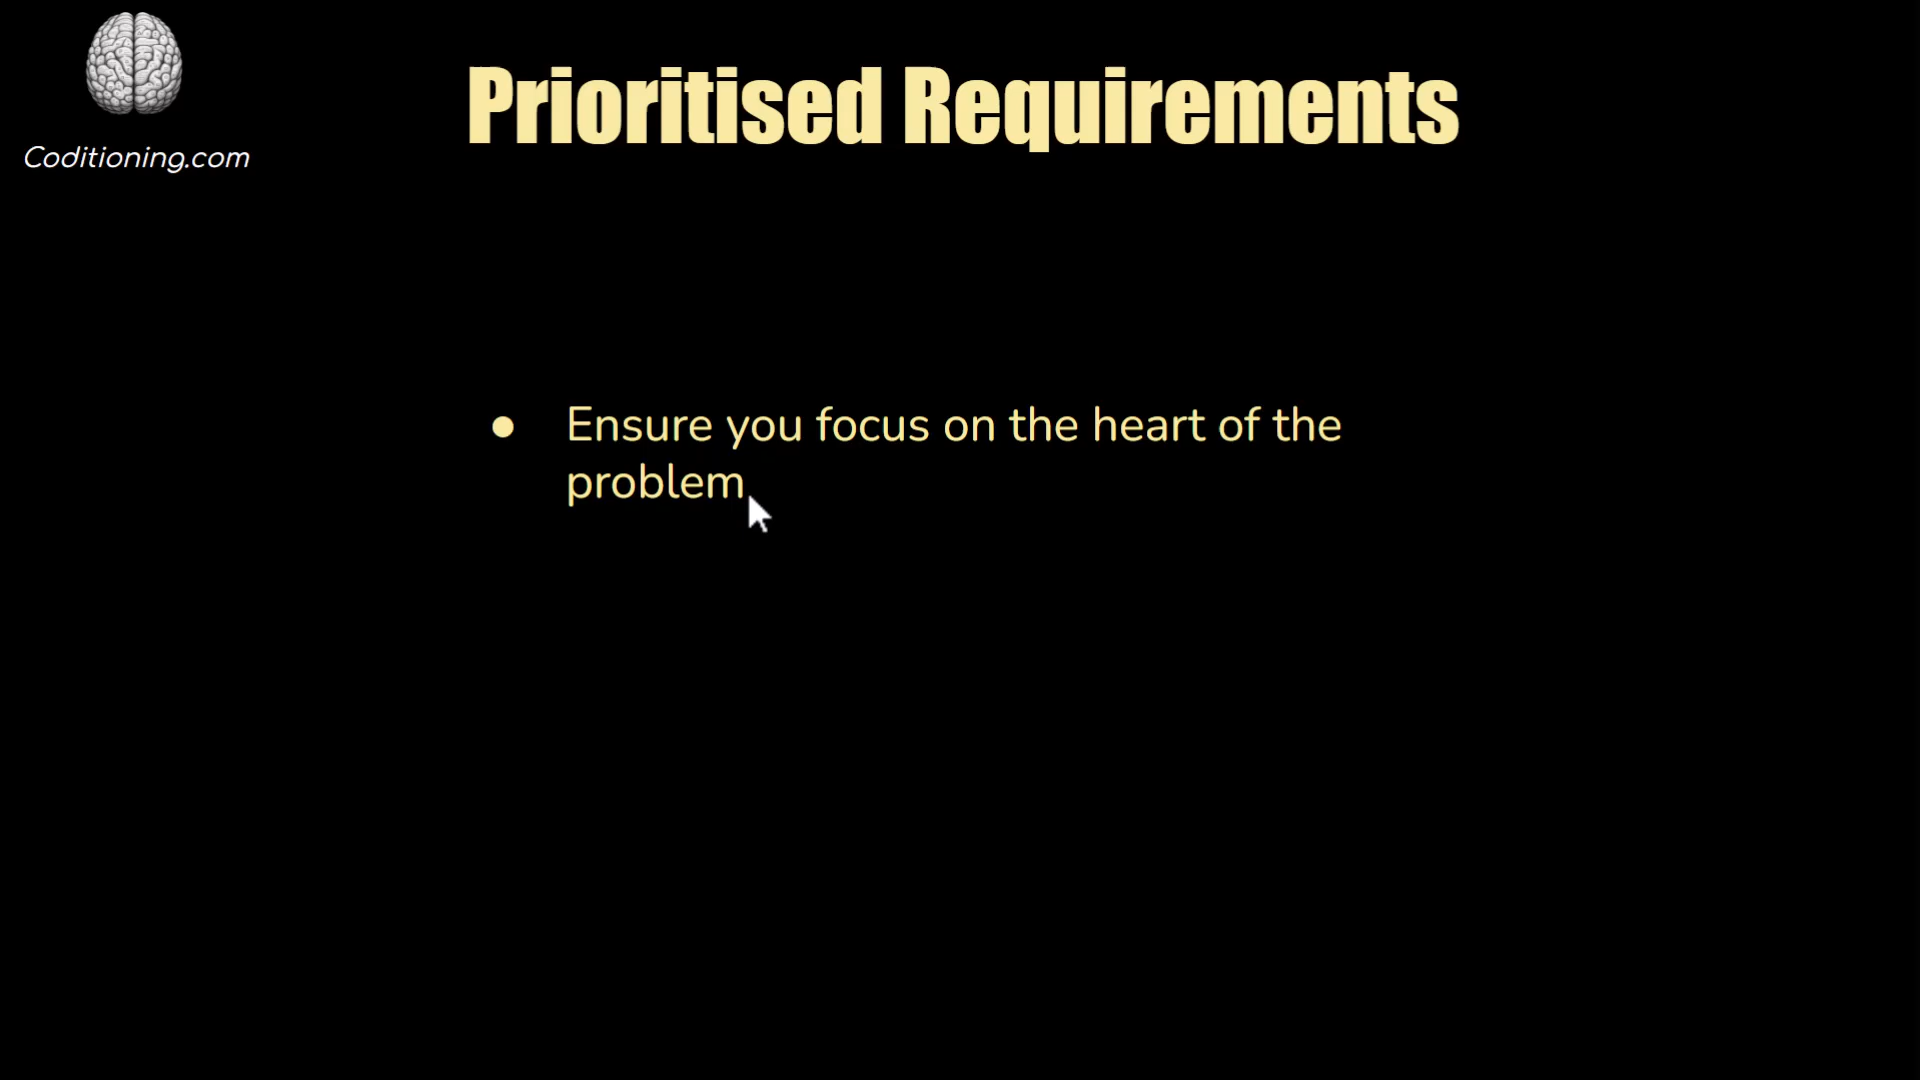 Coditioning.com
Prioritised Requirements
● Ensure you focus on the heart of the
problem